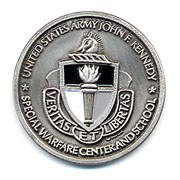 UNITED STATES ARMY JOHN F. KENNEDY
VERITAS ET LIBERTAS
★ SPECIAL WARFARE CENTER AND SCHOOL ★